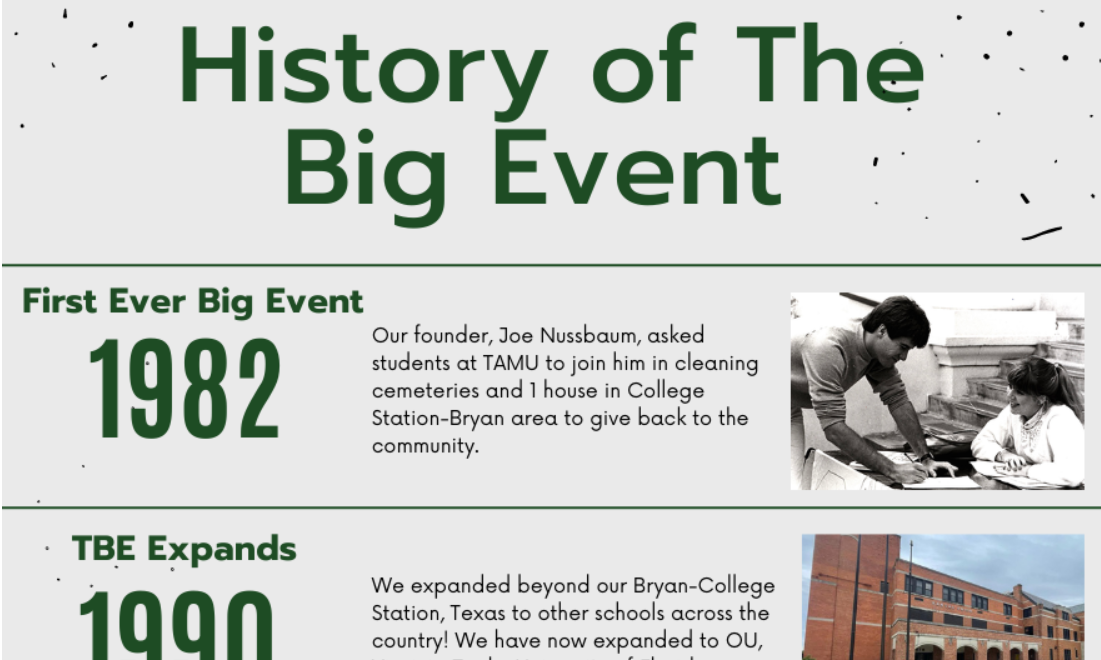 History of The
Big Event
First Ever Big Event
1982
Our founder, Joe Nussbaum, asked
students at TAMU to join him in cleaning
cemeteries and 1 house in College
Station-Bryan area to give back to the
community.
TBE Expands
1990
We expanded beyond our Bryan-College
Station, Texas to other schools across the
country! We have now expanded to OU,